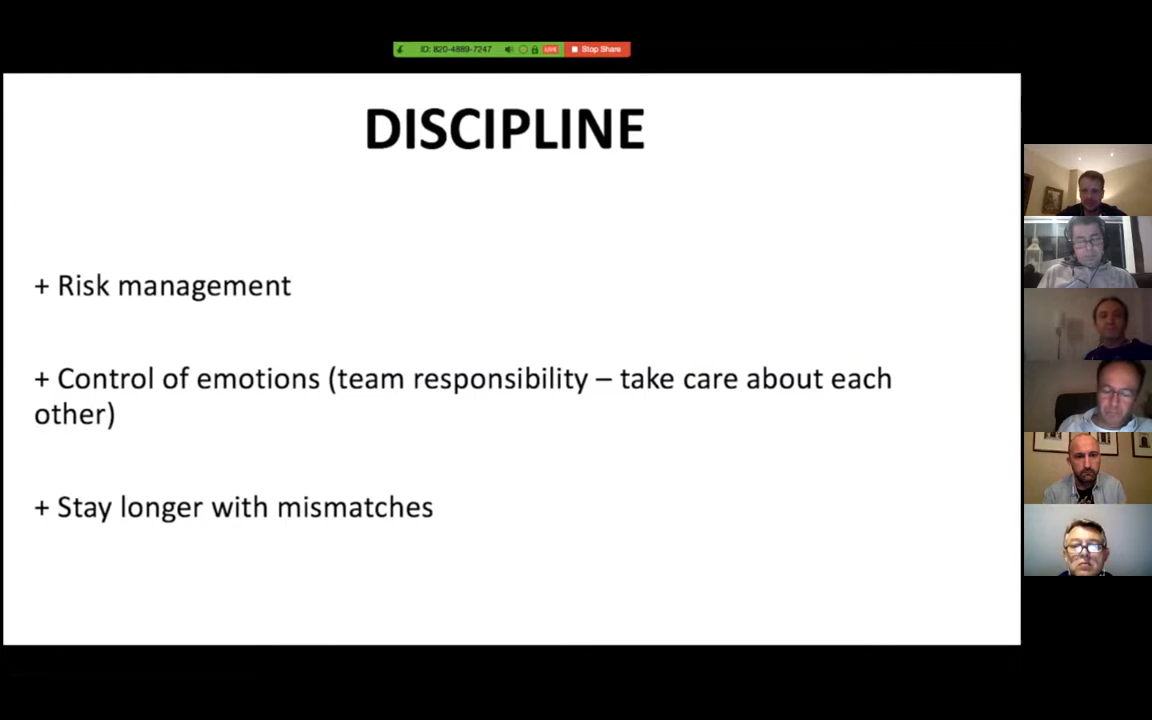 ID: 820-4889-7247 LIVE Stop Share
DISCIPLINE
+ Risk management
+ Control of emotions (team responsibility – take care about each
other)
+ Stay longer with mismatches